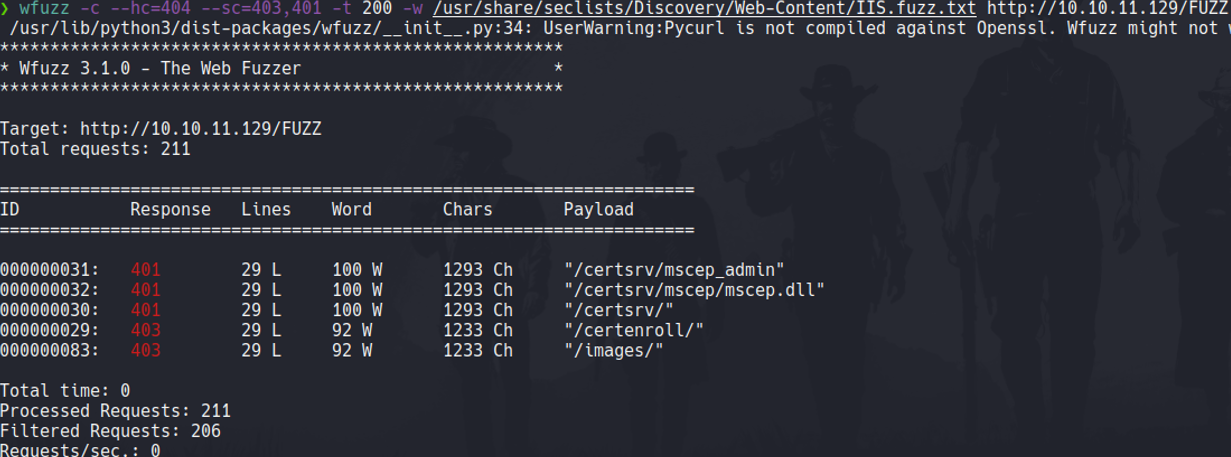 ❯ wfuzz -c --hc=404 --sc=403,401 -t 200 -w /usr/share/seclists/Discovery/Web-Content/IIS.fuzz.txt http://10.10.11.129/FUZZ
/usr/lib/python3/dist-packages/wfuzz/__init__.py:34: UserWarning:Pycurl is not compiled against Openssl. Wfuzz might not
********************************************************
* Wfuzz 3.1.0 - The Web Fuzzer                         *
********************************************************
Target: http://10.10.11.129/FUZZ
Total requests: 211
=====================================================================
ID           Response   Lines    Word       Chars       Payload
=====================================================================
000000031:   401        29 L     100 W      1293 Ch     "/certsrv/mscep_admin"
000000032:   401        29 L     100 W      1293 Ch     "/certsrv/mscep/mscep.dll"
000000030:   401        29 L     100 W      1293 Ch     "/certsrv/"
000000029:   403        29 L     92 W       1233 Ch     "/certenroll/"
000000083:   403        29 L     92 W       1233 Ch     "/images/"
Total time: 0
Processed Requests: 211
Filtered Requests: 206
Requests/sec.: 0